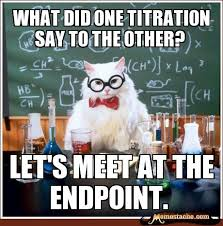 WHAT DID ONE TITRATION
SAY TO THE OTHER?
LET'S MEET AT THE
ENDPOINT.
Memestache.com